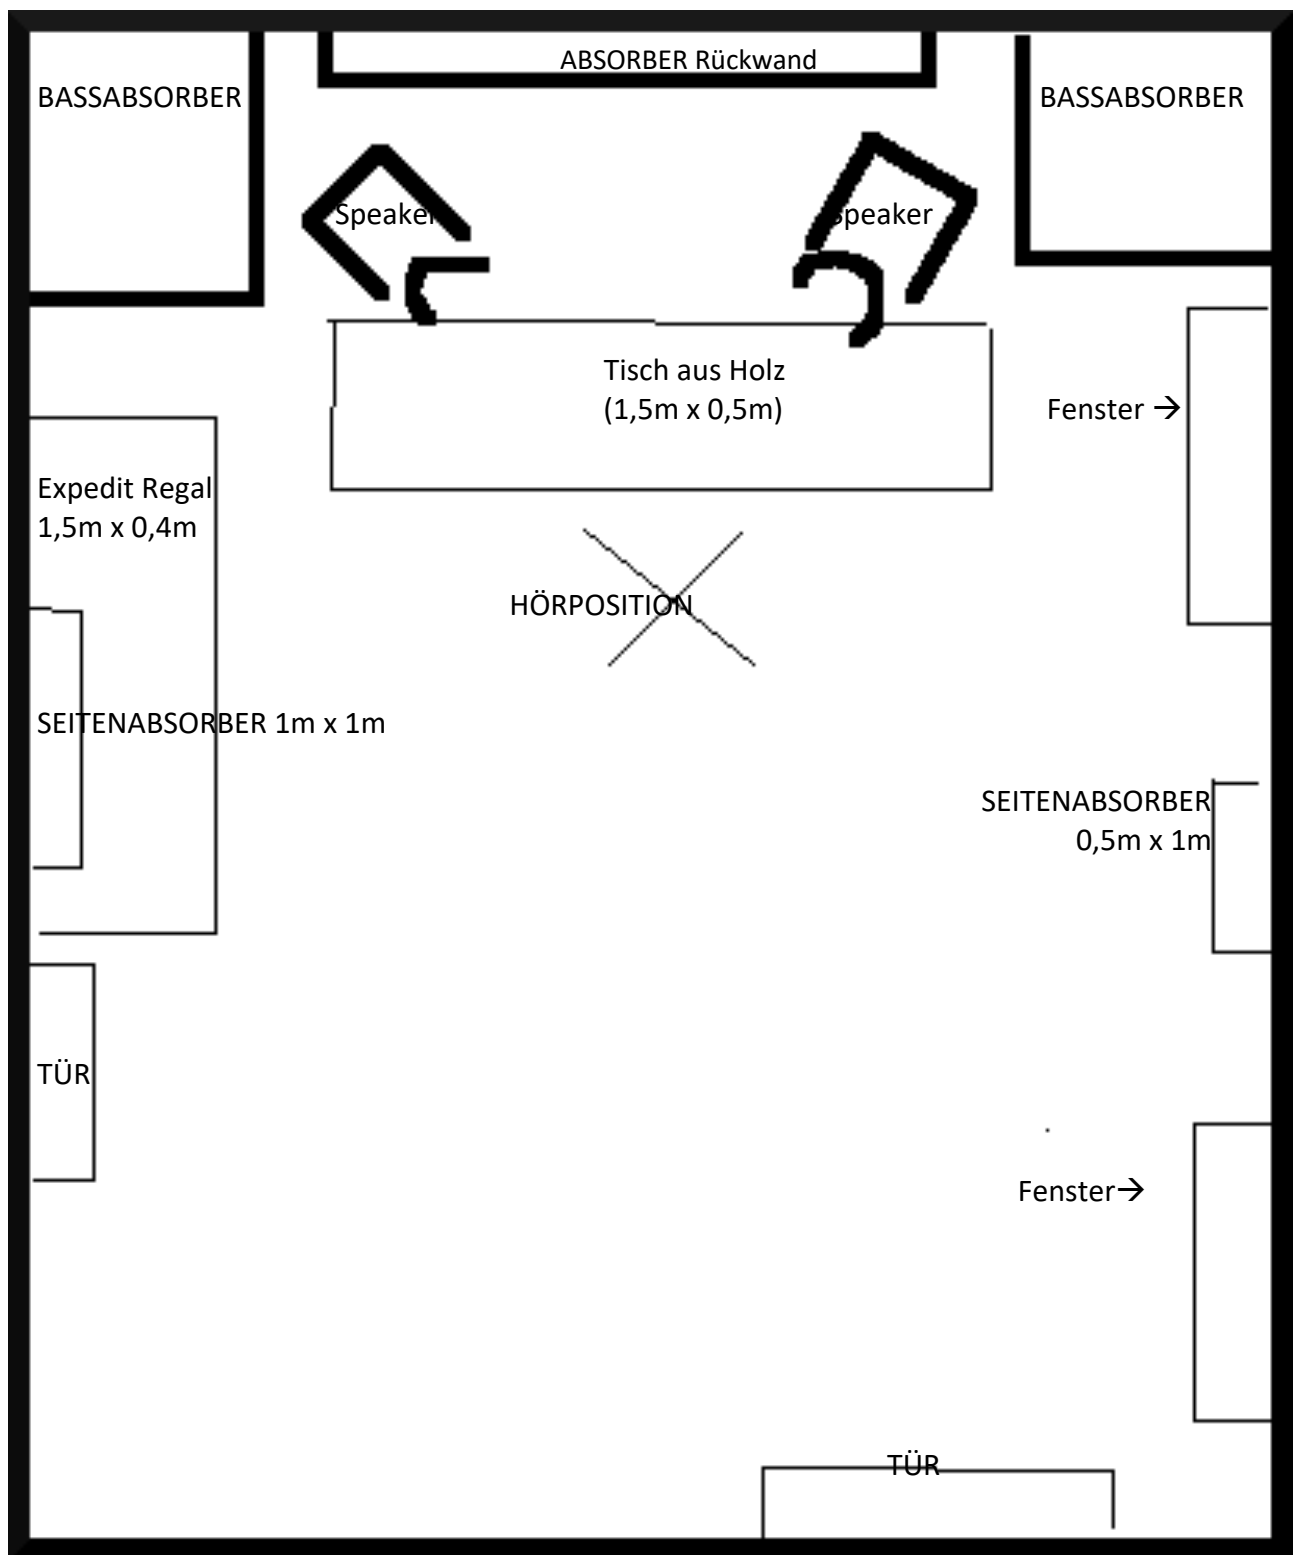 ABSORBER Rückwand
BASSABSORBER
BASSABSORBER
Speaker
Speaker
Tisch aus Holz
(1,5m x 0,5m)
Fenster →
Expedit Regal
1,5m x 0,4m
HÖRPOSITION
SEITENABSORBER 1m x 1m
SEITENABSORBER
0,5m x 1m
TÜR
Fenster→
TÜR